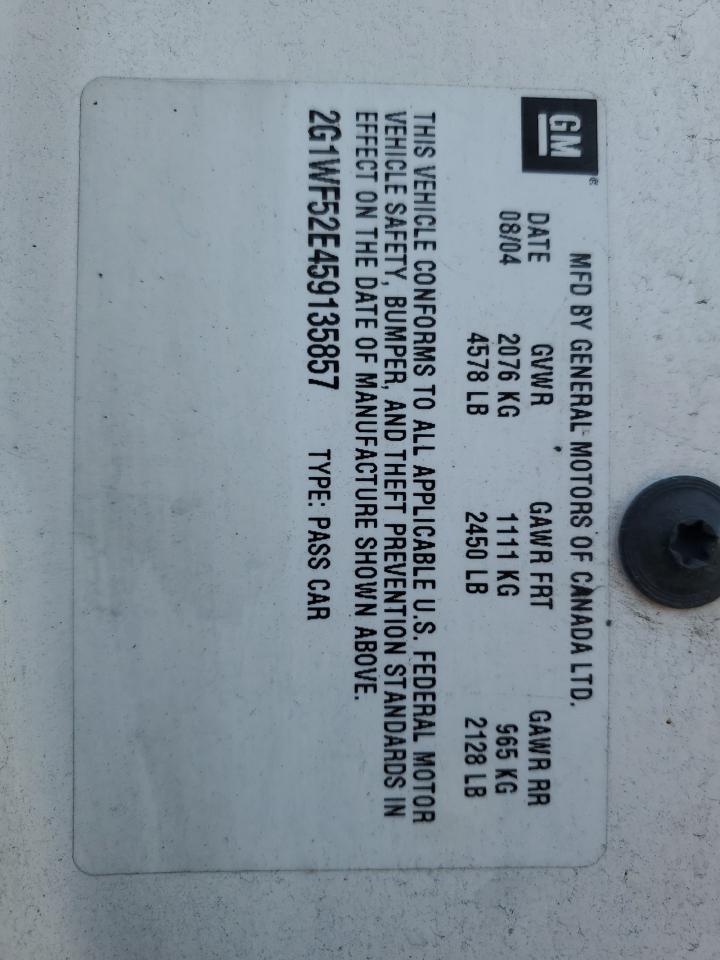 GM®
MFD BY GENERAL MOTORS OF CANADA LTD.
DATE GVWR GAWR FRT GAWR RR
08/04 2076 KG 1111 KG 965 KG
4578 LB 2450 LB 2128 LB
THIS VEHICLE CONFORMS TO ALL APPLICABLE U.S. FEDERAL MOTOR
VEHICLE SAFETY, BUMPER, AND THEFT PREVENTION STANDARDS IN
EFFECT ON THE DATE OF MANUFACTURE SHOWN ABOVE.
2G1WF52E459135857 TYPE: PASS CAR